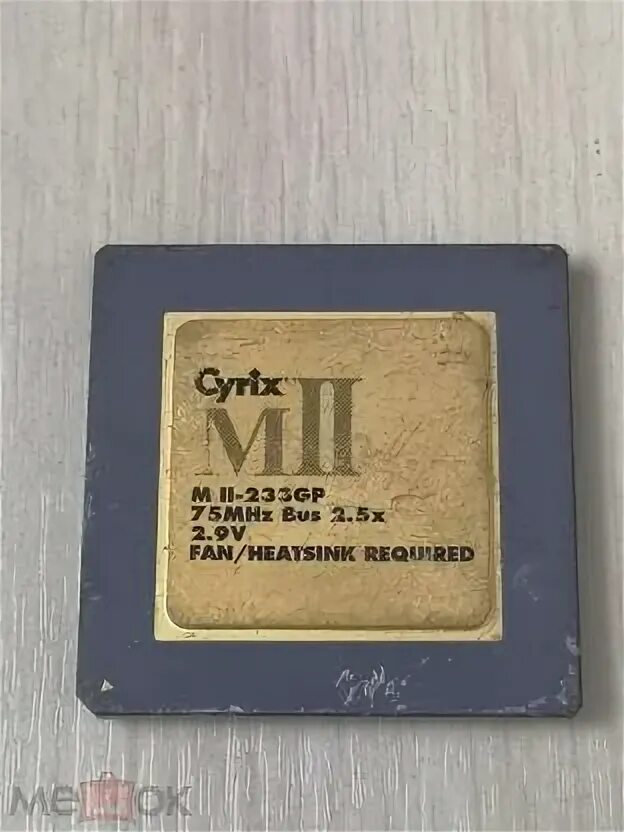 Cyrix
MII
M II-233GP
75MHz Bus 2.5x
2.9V
FAN/HEATSINK REQUIRED